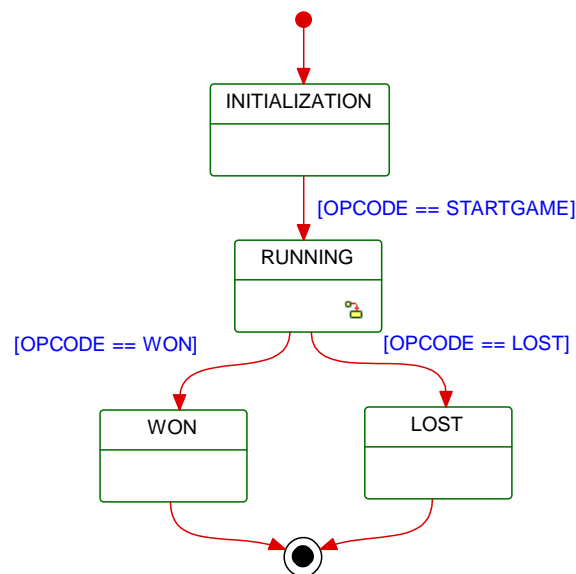 INITIALIZATION
[OPCODE == STARTGAME]
RUNNING
[OPCODE == WON]
[OPCODE == LOST]
WON
LOST